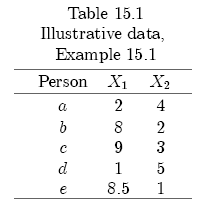 Table 15.1
Illustrative data,
Example 15.1
Person X1 X2
a 2 4
b 8 2
c 9 3
d 1 5
e 8.5 1